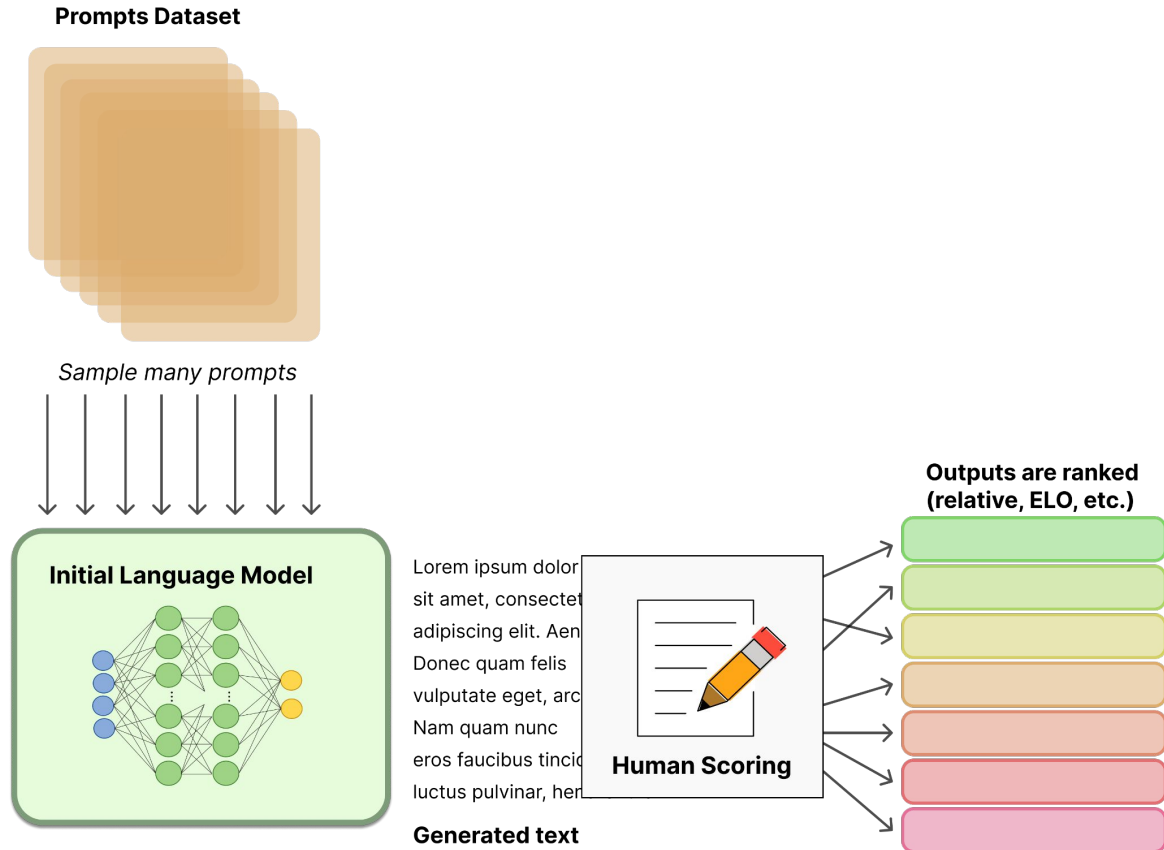 Prompts Dataset
Sample many prompts
Initial Language Model
Lorem ipsum dolor
sit amet, consectet
adipiscing elit. Aen
Donec quam felis
vulputate eget, arc
Nam quam nunc
eros faucibus tincid
luctus pulvinar, her
Generated text
Human Scoring
Outputs are ranked
(relative, ELO, etc.)